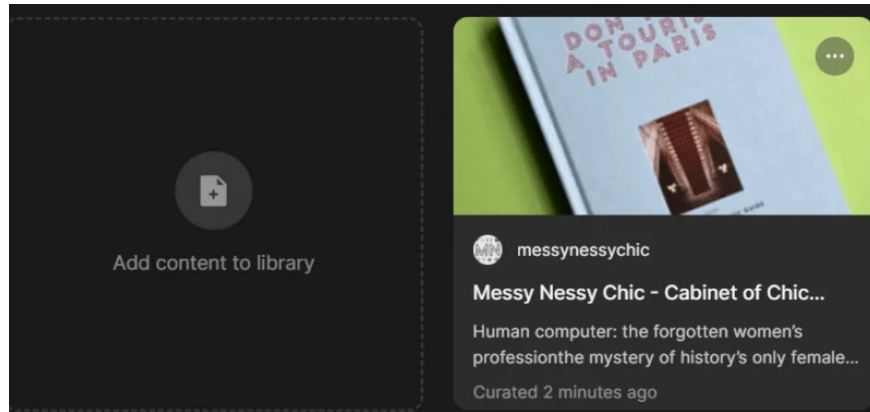 Add content to library
DON
A TOURIS
IN PARIS
MN
messynessychic
Messy Nessy Chic - Cabinet of Chic...
Human computer: the forgotten women's
professionthe mystery of history's only female...
Curated 2 minutes ago